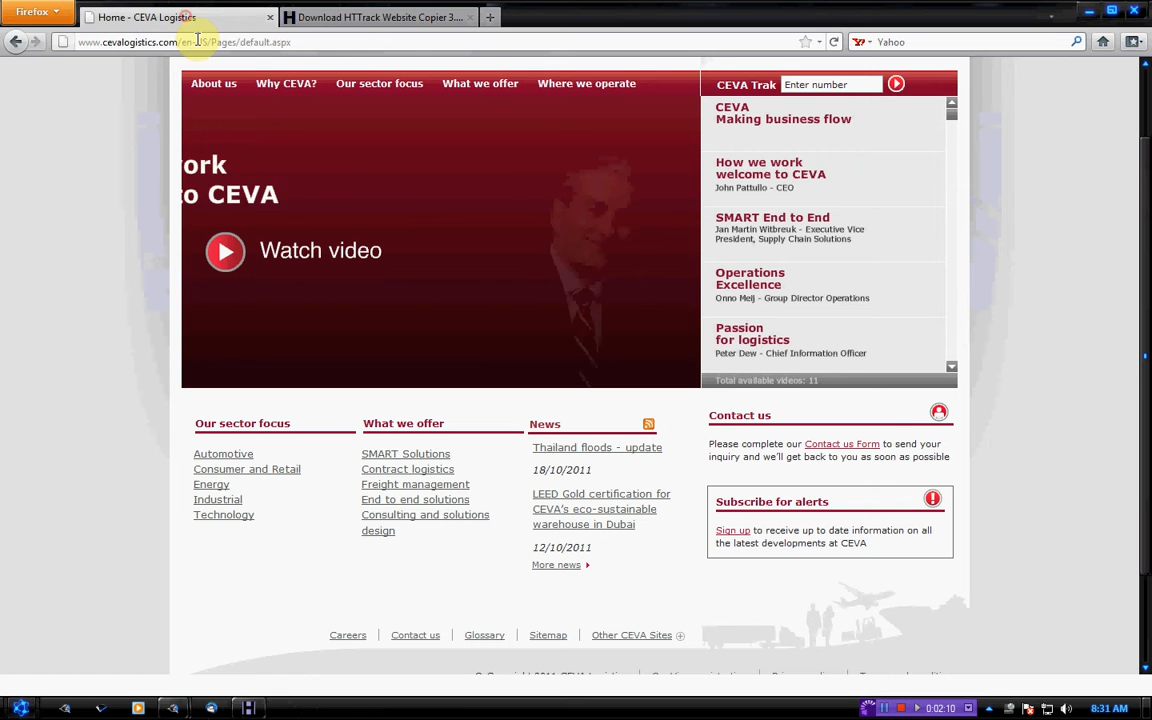 Firefox
Home - CEVA Logistics
Download HTTrack Website Copier 3....
www.cevalogistics.com/en-US/Pages/default.aspx
Yahoo
About us
Why CEVA?
Our sector focus
What we offer
Where we operate
CEVA Trak
Enter number
ork
to CEVA
Watch video
CEVA
Making business flow
How we work
welcome to CEVA
John Pattullo - CEO
SMART End to End
Jan Martin Witbreuk - Executive Vice
President, Supply Chain Solutions
Operations
Excellence
Onno Meij - Group Director Operations
Passion
for logistics
Peter Dew - Chief Information Officer
Total available videos: 11
Our sector focus
Automotive
Consumer and Retail
Energy
Industrial
Technology
What we offer
SMART Solutions
Contract logistics
Freight management
End to end solutions
Consulting and solutions
design
News
Thailand floods - update
18/10/2011
LEED Gold certification for
CEVA's eco-sustainable
warehouse in Dubai
12/10/2011
More news
Contact us
Please complete our Contact us Form to send your
inquiry and we'll get back to you as soon as possible
Subscribe for alerts
Sign up to receive up to date information on all
the latest developments at CEVA
Careers
Contact us
Glossary
Sitemap
Other CEVA Sites
0:02:10
8:31 AM